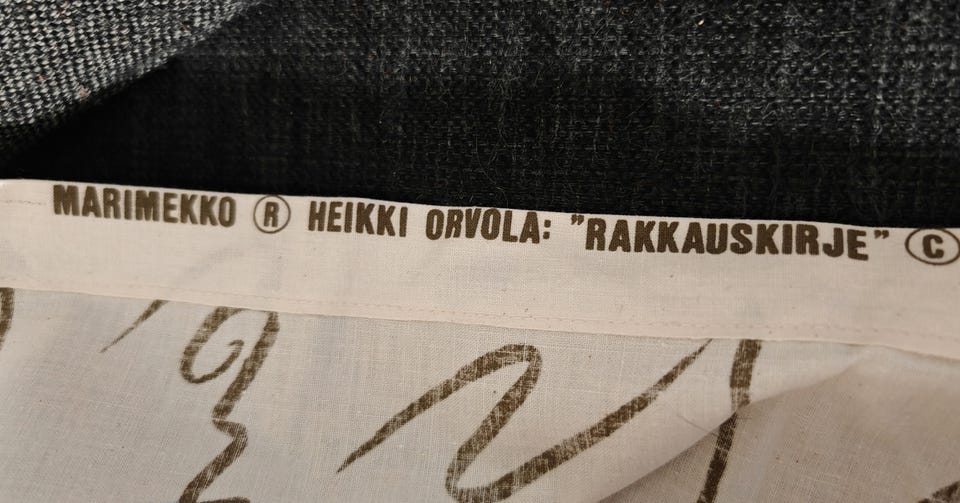 MARIMEKKO ® HEIKKI ORVOLA: ”RAKKAUSKIRJE” ©